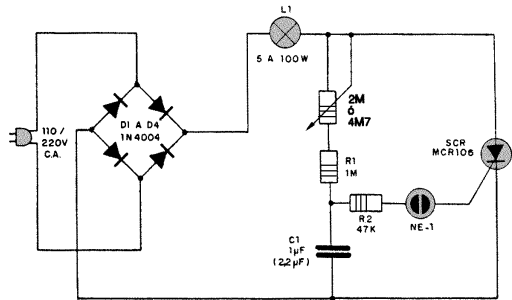 L1
5 A 100W
110 /
220V
C.A.
D1 A D4
1N4004
2M
ó
4M7
R1
1M
SCR
MCR106
R2
47K
NE-1
C1
1µF
(2,2µF)